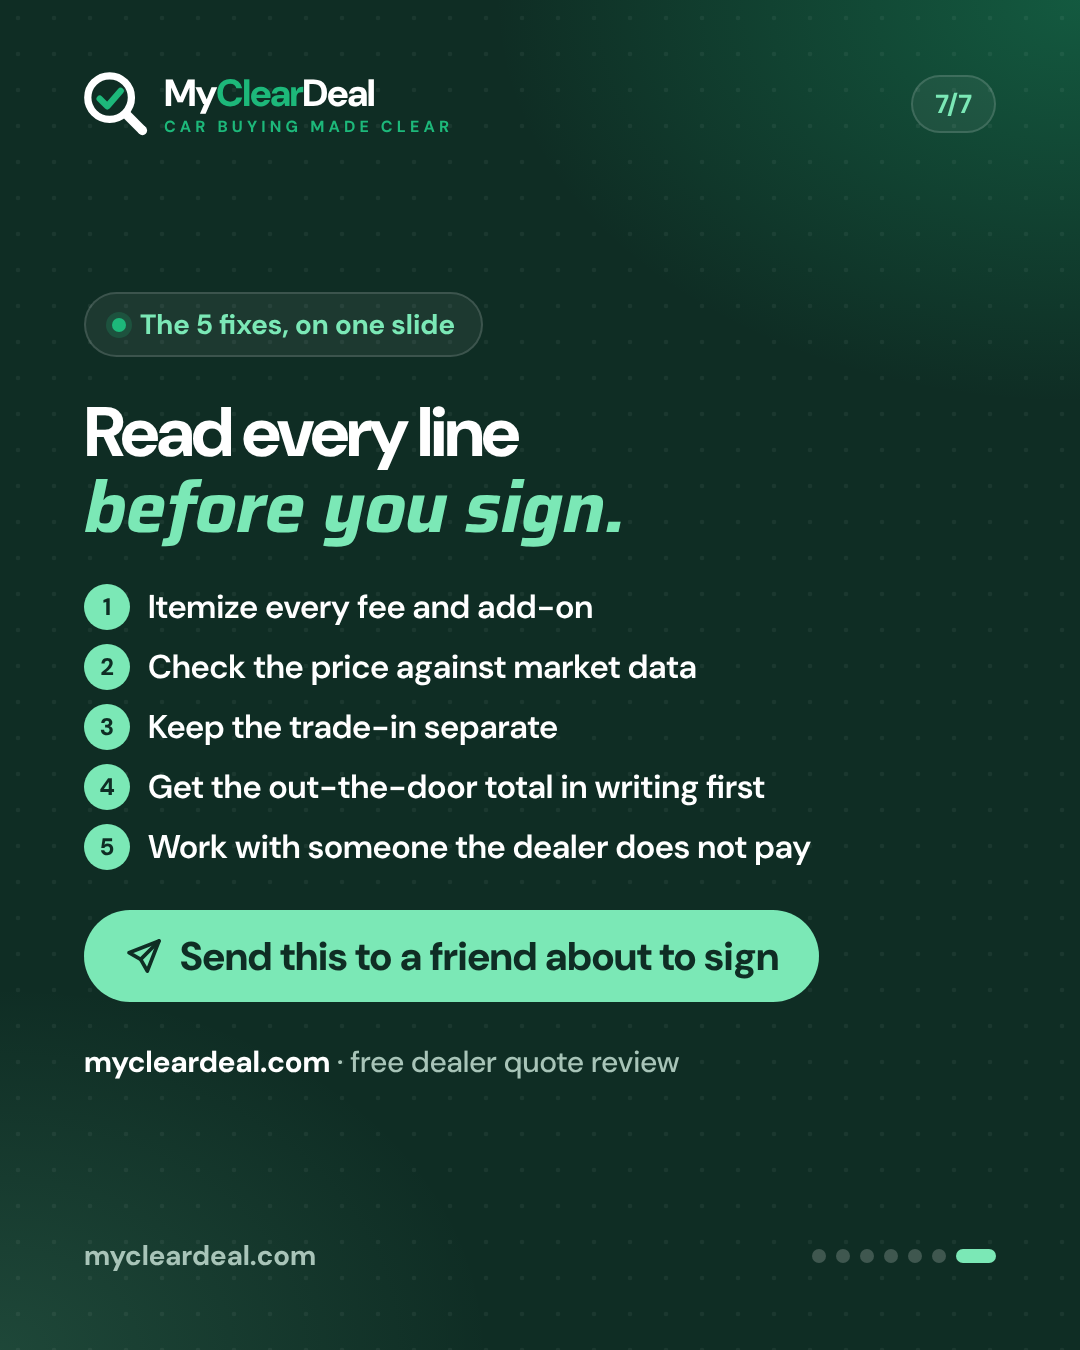 MyClearDeal
CAR BUYING MADE CLEAR
7/7
The 5 fixes, on one slide
Read every line
before you sign.
1 Itemize every fee and add-on
2 Check the price against market data
3 Keep the trade-in separate
4 Get the out-the-door total in writing first
5 Work with someone the dealer does not pay
Send this to a friend about to sign
mycleardeal.com · free dealer quote review
mycleardeal.com